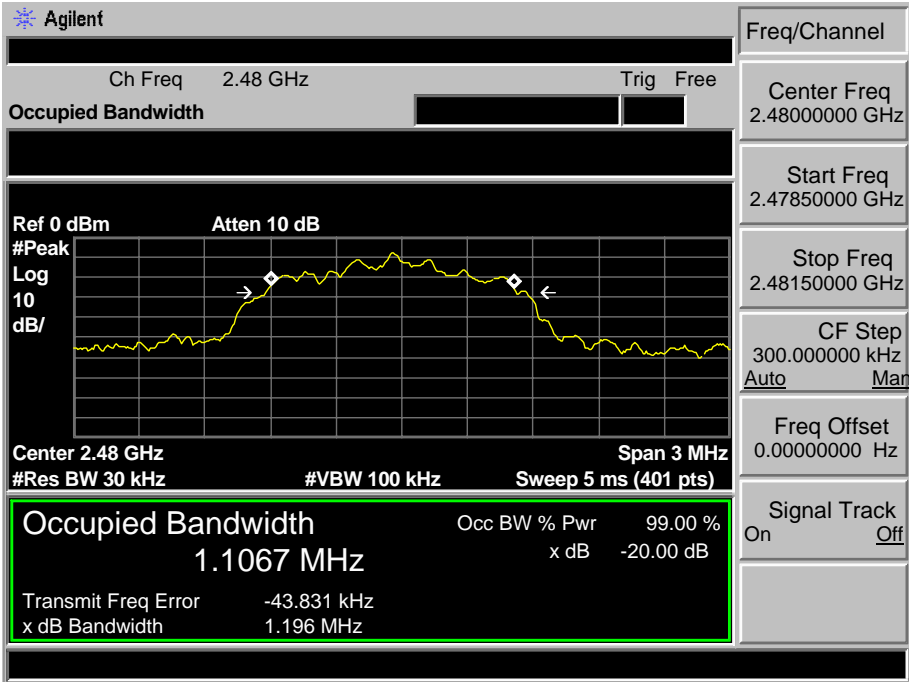 Agilent
Freq/Channel
Ch Freq 2.48 GHz Trig Free
Occupied Bandwidth
Center Freq
2.48000000 GHz
Start Freq
2.47850000 GHz
Ref 0 dBm Atten 10 dB
#Peak
Log
10
dB/
Stop Freq
2.48150000 GHz
CF Step
300.000000 kHz
Auto Man
Freq Offset
0.00000000 Hz
Center 2.48 GHz Span 3 MHz
#Res BW 30 kHz #VBW 100 kHz Sweep 5 ms (401 pts)
Signal Track
On Off
Occupied Bandwidth
1.1067 MHz
Occ BW % Pwr 99.00 %
x dB -20.00 dB
Transmit Freq Error -43.831 kHz
x dB Bandwidth 1.196 MHz